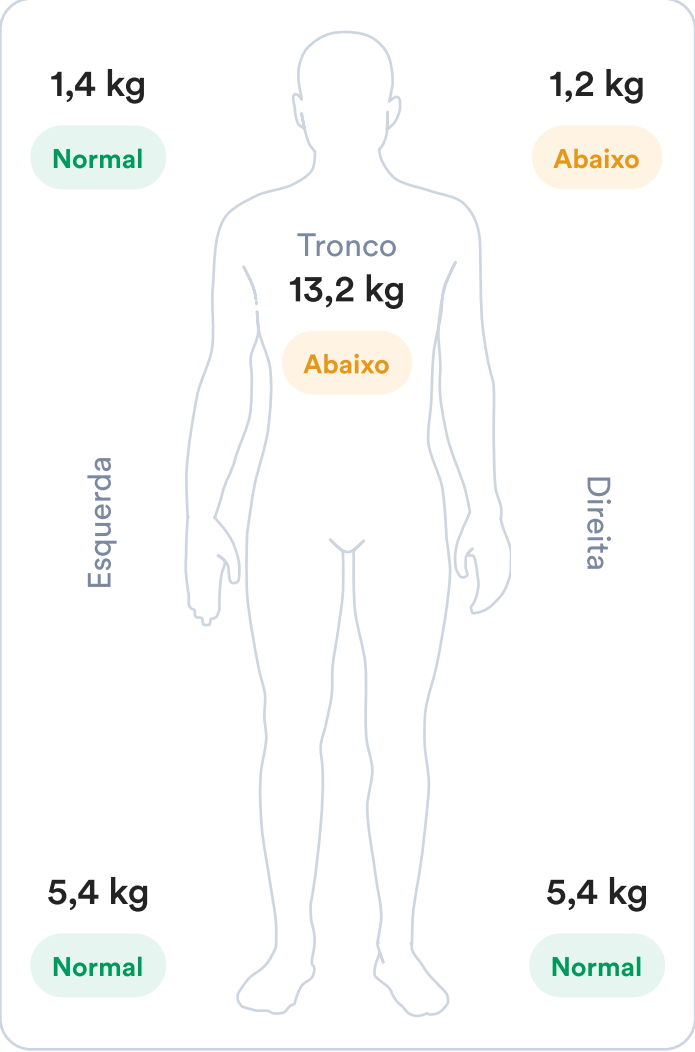 1,4 kg
Normal
1,2 kg
Abaixo
Tronco
13,2 kg
Abaixo
Esquerda
Direita
5,4 kg
Normal
5,4 kg
Normal